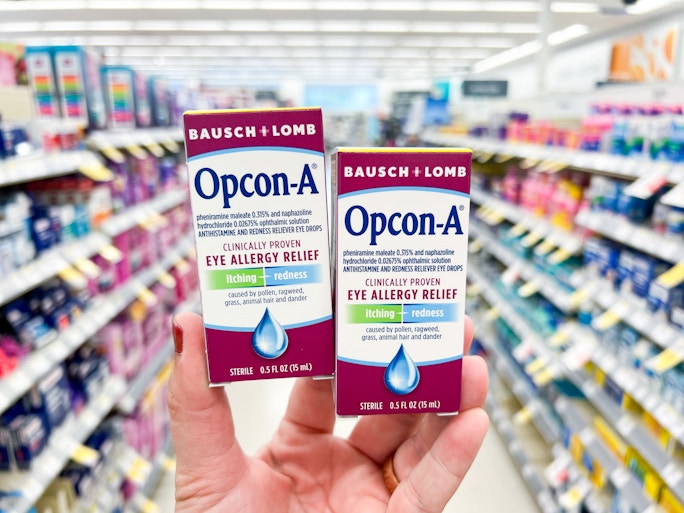 BAUSCH+LOMB
Opcon-A®
pheniramine maleate 0.315% and naphazoline
hydrochloride 0.02675% ophthalmic solution
ANTIHISTAMINE AND REDNESS RELIEVER EYE DROPS
CLINICALLY PROVEN
EYE ALLERGY RELIEF
itching + redness
caused by pollen, ragweed,
grass, animal hair and dander
STERILE 0.5 FL OZ (15 mL)
BAUSCH+LOMB
Opcon-A®
pheniramine maleate 0.315% and naphazoline
hydrochloride 0.02675% ophthalmic solution
ANTIHISTAMINE AND REDNESS RELIEVER EYE DROPS
CLINICALLY PROVEN
EYE ALLERGY RELIEF
itching + redness
caused by pollen, ragweed,
grass, animal hair and dander
STERILE 0.5 FL OZ (15 mL)